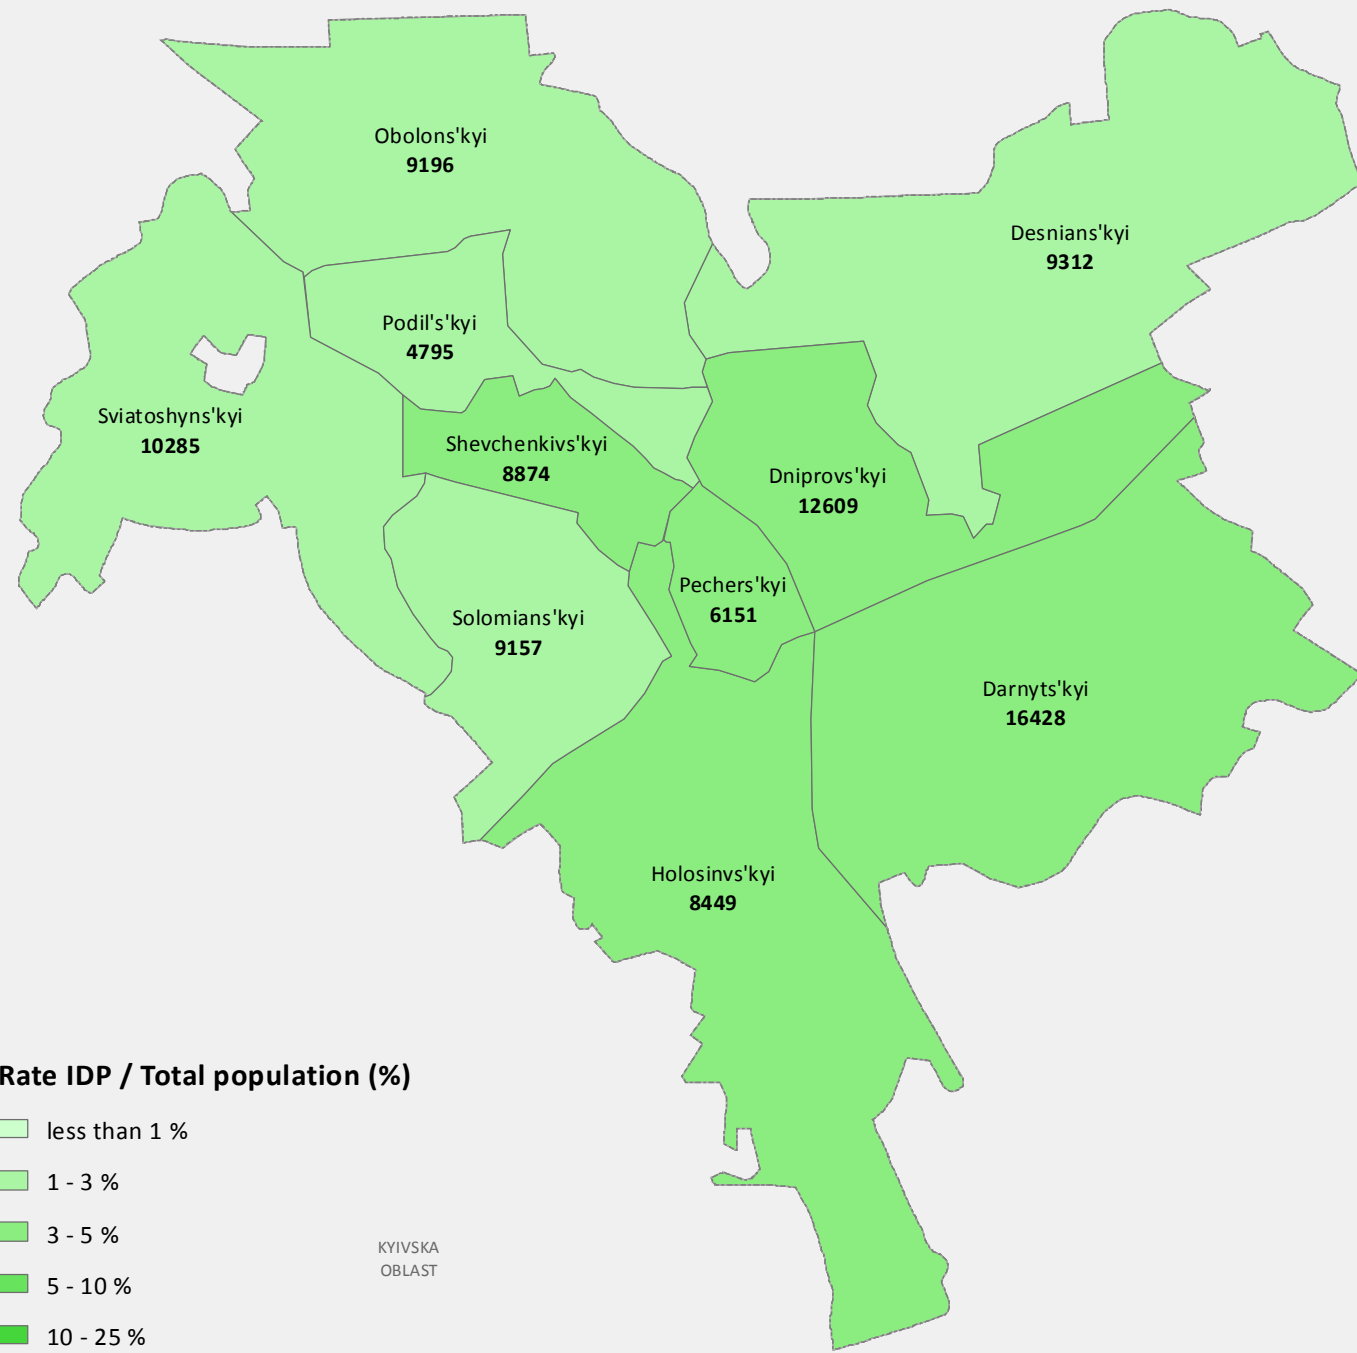 Obolons'kyi
9196
Desnians'kyi
9312
Podil's'kyi
4795
Sviatoshyns'kyi
10285
Shevchenkivs'kyi
8874
Dniprovs'kyi
12609
Pechers'kyi
6151
Solomians'kyi
9157
Darnyts'kyi
16428
Holosinvs'kyi
8449
Rate IDP / Total population (%)
less than 1 %
1 - 3 %
3 - 5 %
5 - 10 %
10 - 25 %
KYIVSKA
OBLAST